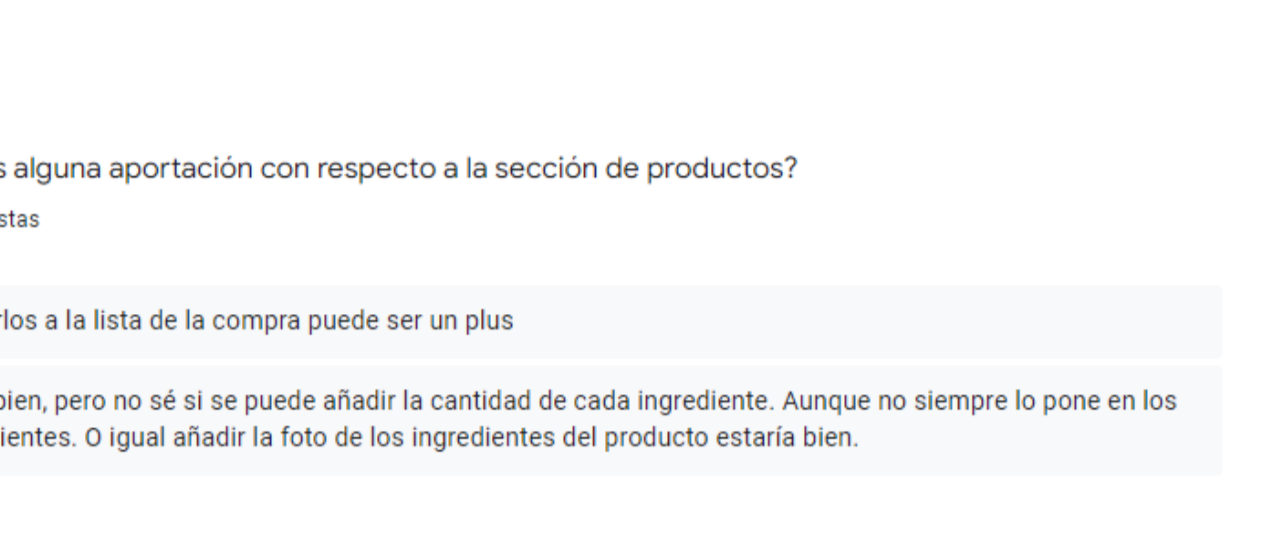 s alguna aportación con respecto a la sección de productos?
stas
rlos a la lista de la compra puede ser un plus
bien, pero no sé si se puede añadir la cantidad de cada ingrediente. Aunque no siempre lo pone en los
ientes. O igual añadir la foto de los ingredientes del producto estaría bien.